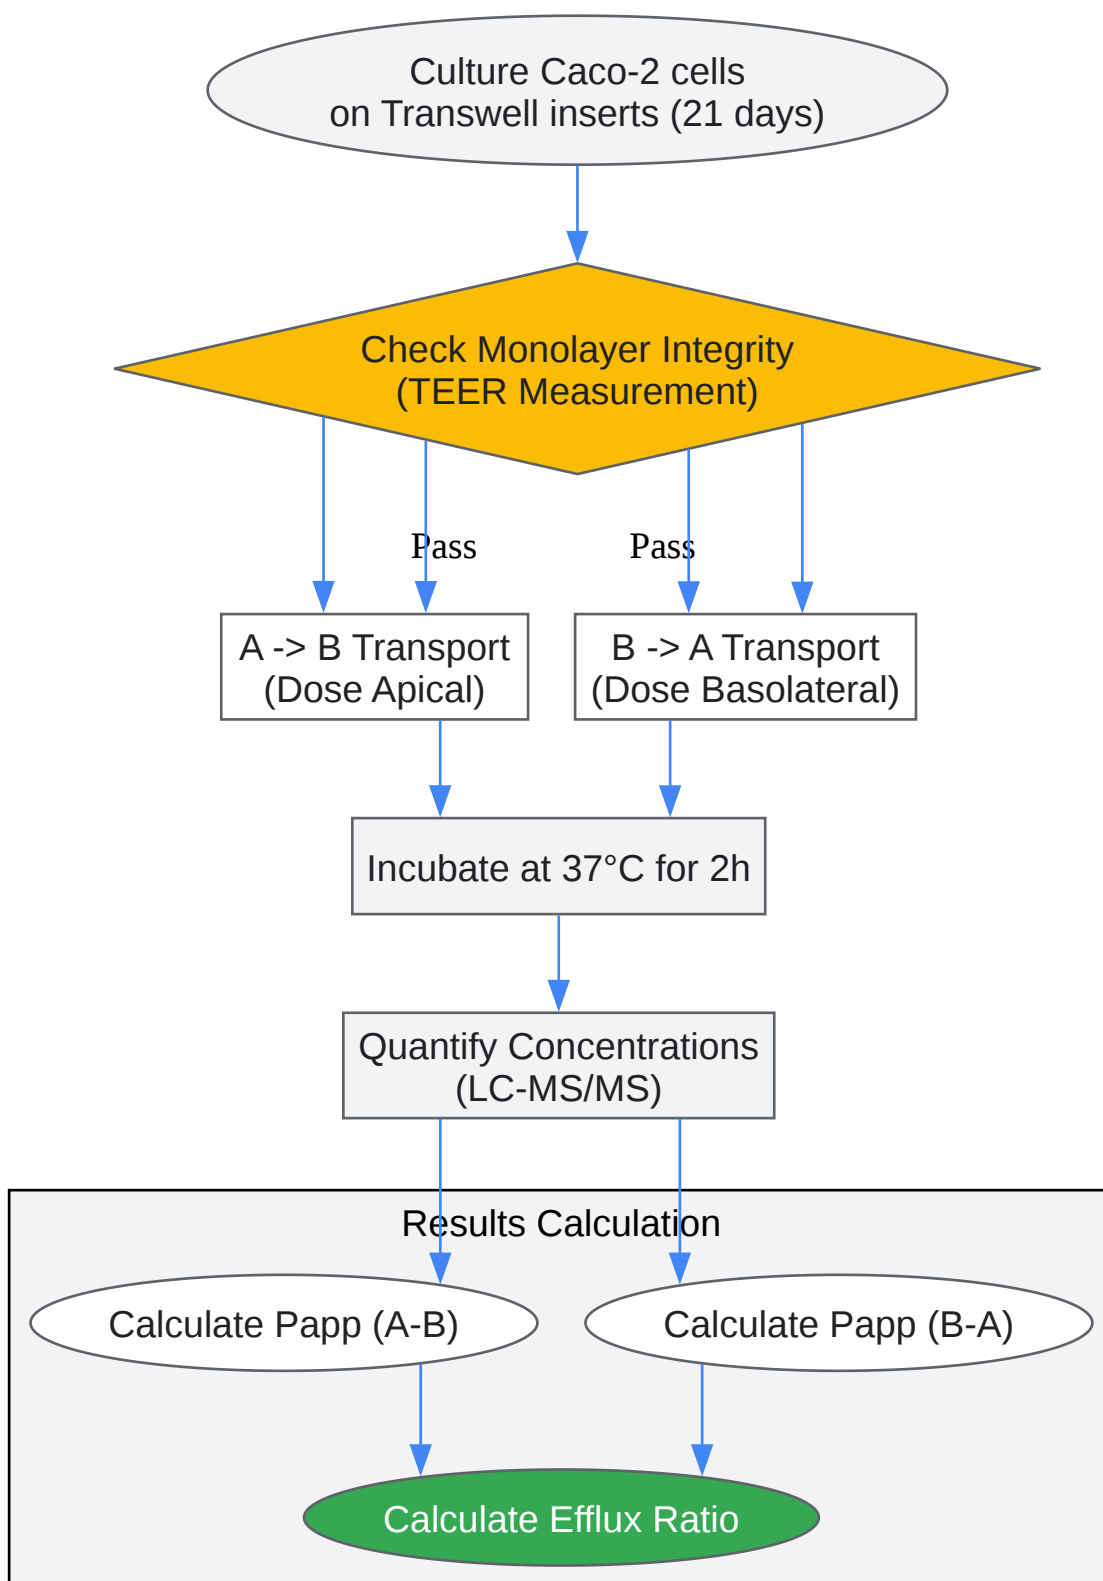 Culture Caco-2 cells
on Transwell inserts (21 days)
Check Monolayer Integrity
(TEER Measurement)
Pass
Pass
A -> B Transport
(Dose Apical)
B -> A Transport
(Dose Basolateral)
Incubate at 37°C for 2h
Quantify Concentrations
(LC-MS/MS)
Results Calculation
Calculate Papp (A-B)
Calculate Papp (B-A)
Calculate Efflux Ratio